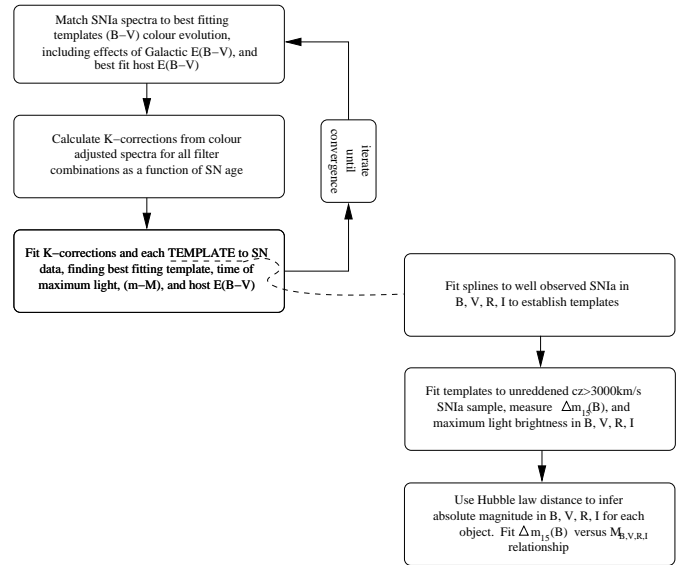 Match SNIa spectra to best fitting
templates (B−V) colour evolution,
including effects of Galactic E(B−V), and
best fit host E(B−V)
Calculate K−corrections from colour
adjusted spectra for all filter
combinations as a function of SN age
iterate
until
convergence
Fit K−corrections and each TEMPLATE to SN
data, finding best fitting template, time of
maximum light, (m−M), and host E(B−V)
Fit splines to well observed SNIa in
B, V, R, I to establish templates
Fit templates to unreddened cz>3000km/s
SNIa sample, measure Δm15(B), and
maximum light brightness in B, V, R, I
Use Hubble law distance to infer
absolute magnitude in B, V, R, I for each
object. Fit Δm15(B) versus MB,V,R,I
relationship